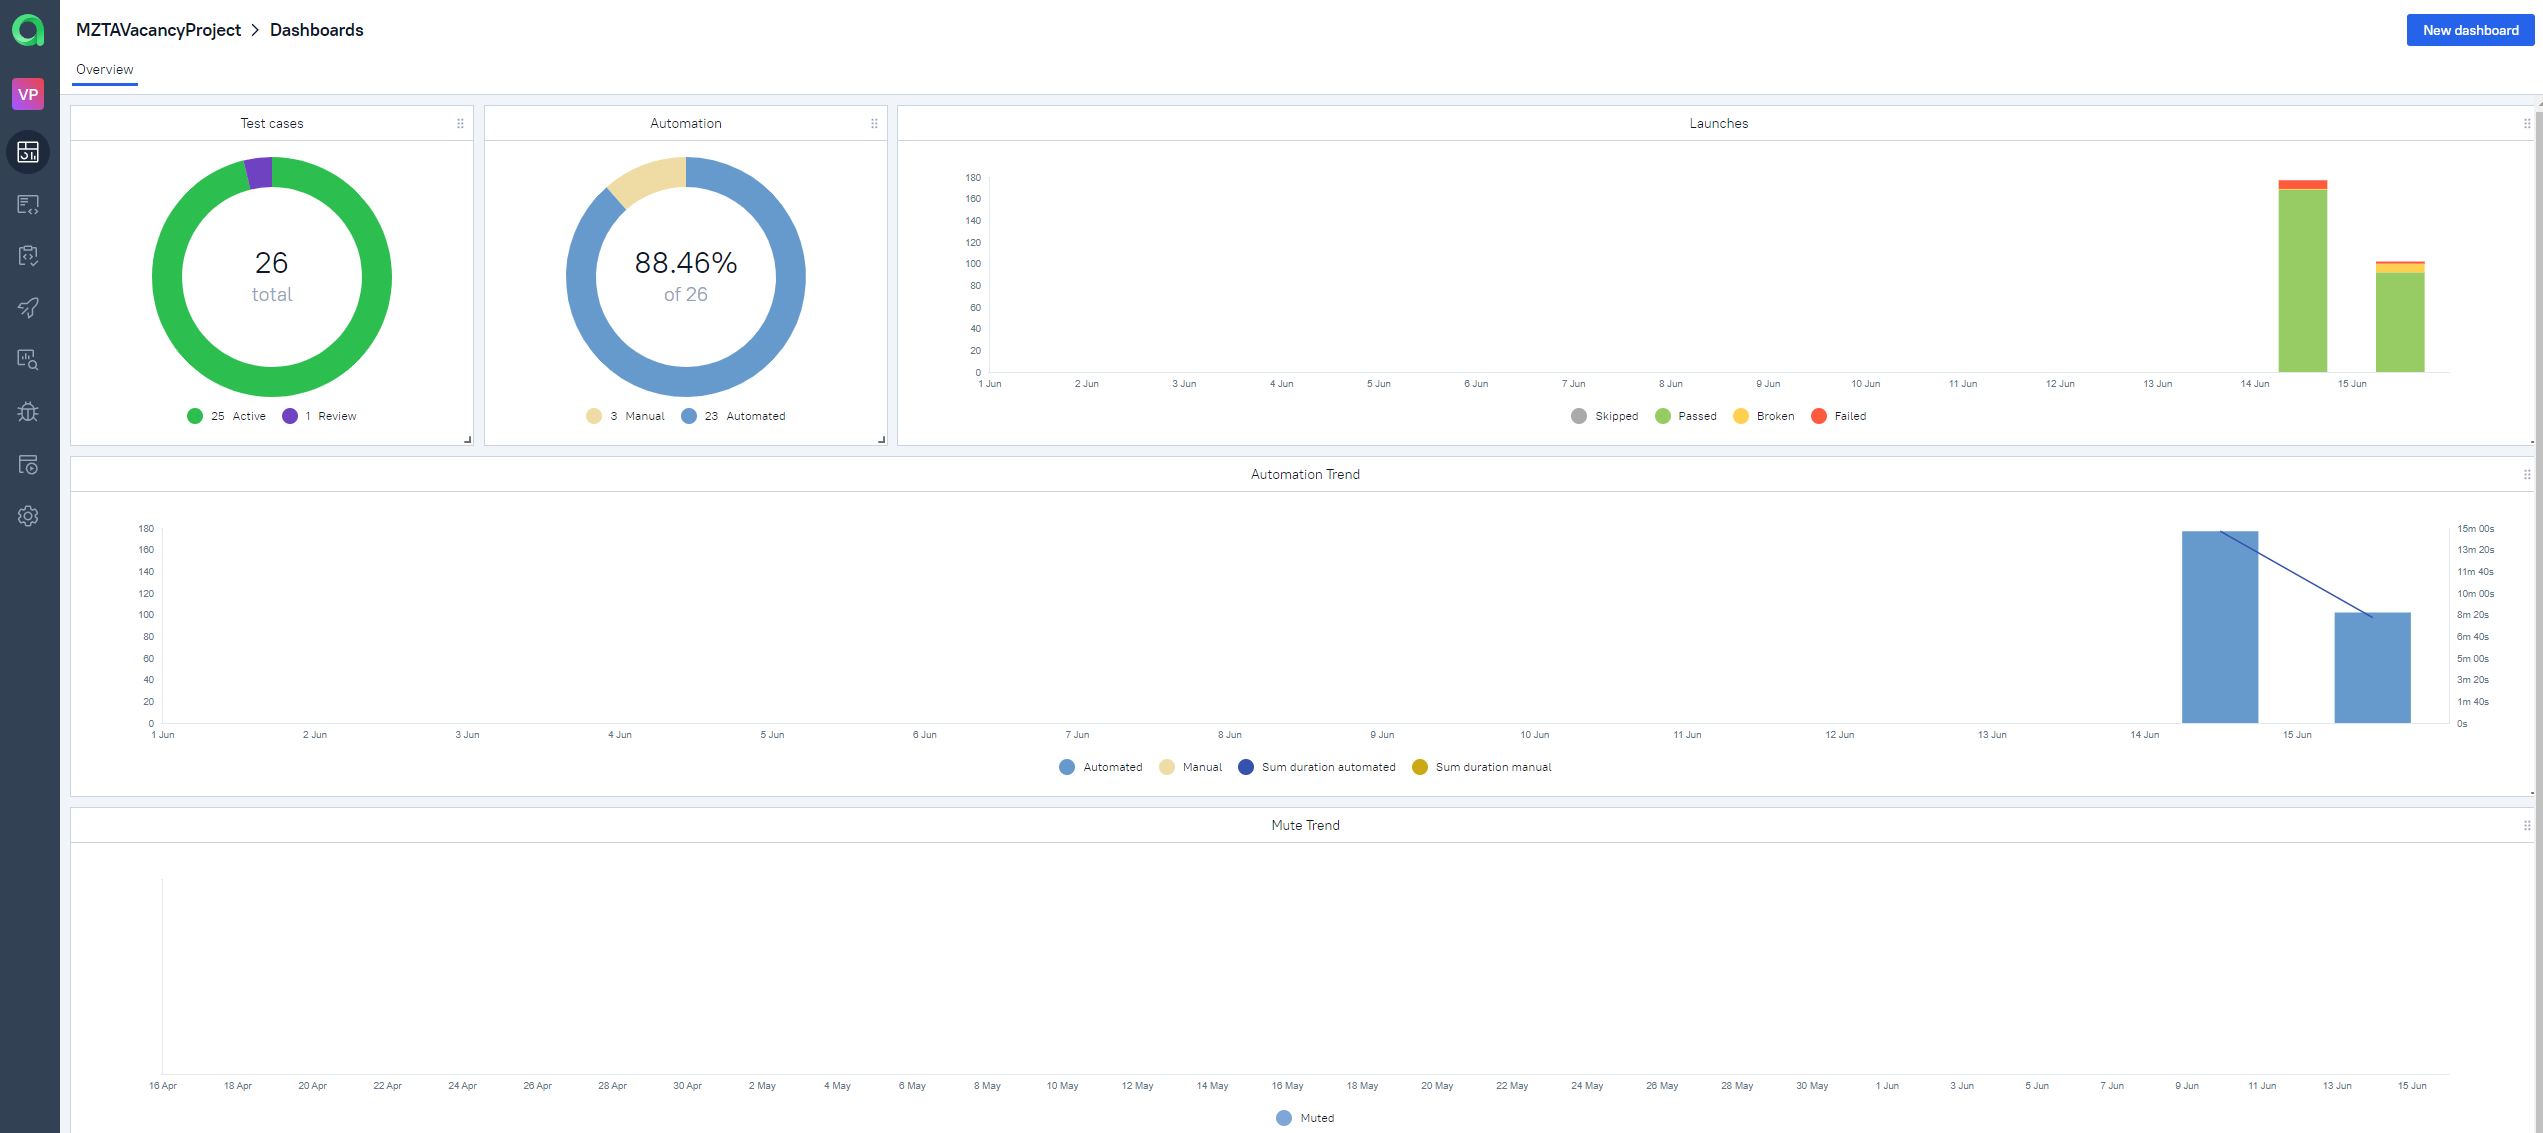 MZTAVacancyProject > Dashboards
New dashboard
Overview
VP
Test cases
26
total
25 Active 1 Review
Automation
88.46%
of 26
3 Manual 23 Automated
Launches
180
160
140
120
100
80
60
40
20
0
1 Jun 2 Jun 3 Jun 4 Jun 5 Jun 6 Jun 7 Jun 8 Jun 9 Jun 10 Jun 11 Jun 12 Jun 13 Jun 14 Jun 15 Jun
Skipped Passed Broken Failed
Automation Trend
180
160
140
120
100
80
60
40
20
0
15m 00s
13m 20s
11m 40s
10m 00s
8m 20s
6m 40s
5m 00s
3m 20s
1m 40s
0s
1 Jun 2 Jun 3 Jun 4 Jun 5 Jun 6 Jun 7 Jun 8 Jun 9 Jun 10 Jun 11 Jun 12 Jun 13 Jun 14 Jun 15 Jun
Automated Manual Sum duration automated Sum duration manual
Mute Trend
16 Apr 18 Apr 20 Apr 22 Apr 24 Apr 26 Apr 28 Apr 30 Apr 2 May 4 May 6 May 8 May 10 May 12 May 14 May 16 May 18 May 20 May 22 May 24 May 26 May 28 May 30 May 1 Jun 3 Jun 5 Jun 7 Jun 9 Jun 11 Jun 13 Jun 15 Jun
Muted